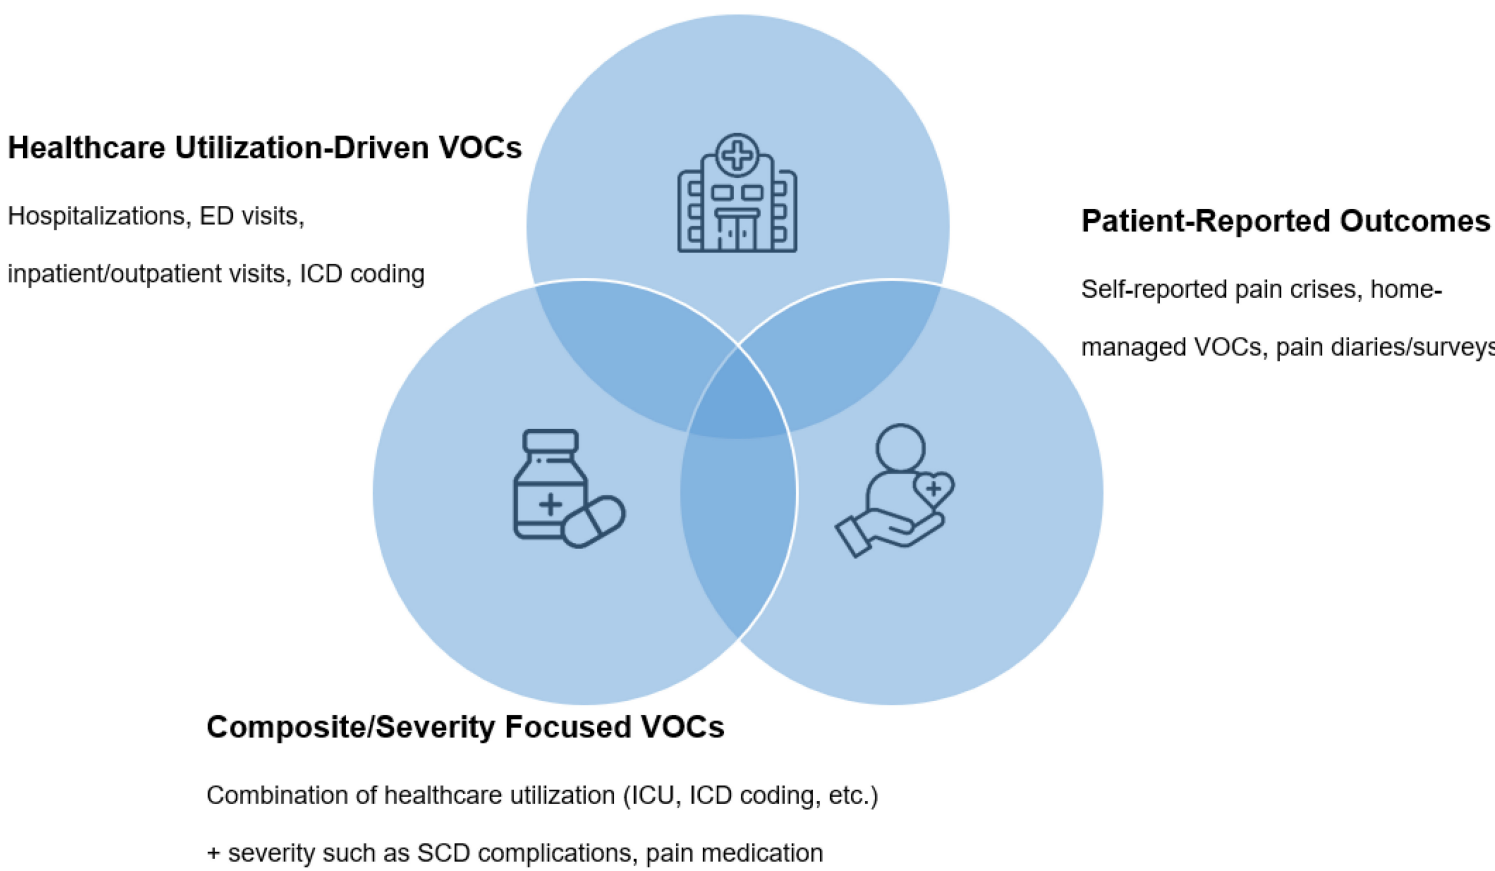 Healthcare Utilization-Driven VOCs
Hospitalizations, ED visits,
inpatient/outpatient visits, ICD coding
Patient-Reported Outcomes
Self-reported pain crises, home-
managed VOCs, pain diaries/surveys
Composite/Severity Focused VOCs
Combination of healthcare utilization (ICU, ICD coding, etc.)
+ severity such as SCD complications, pain medication